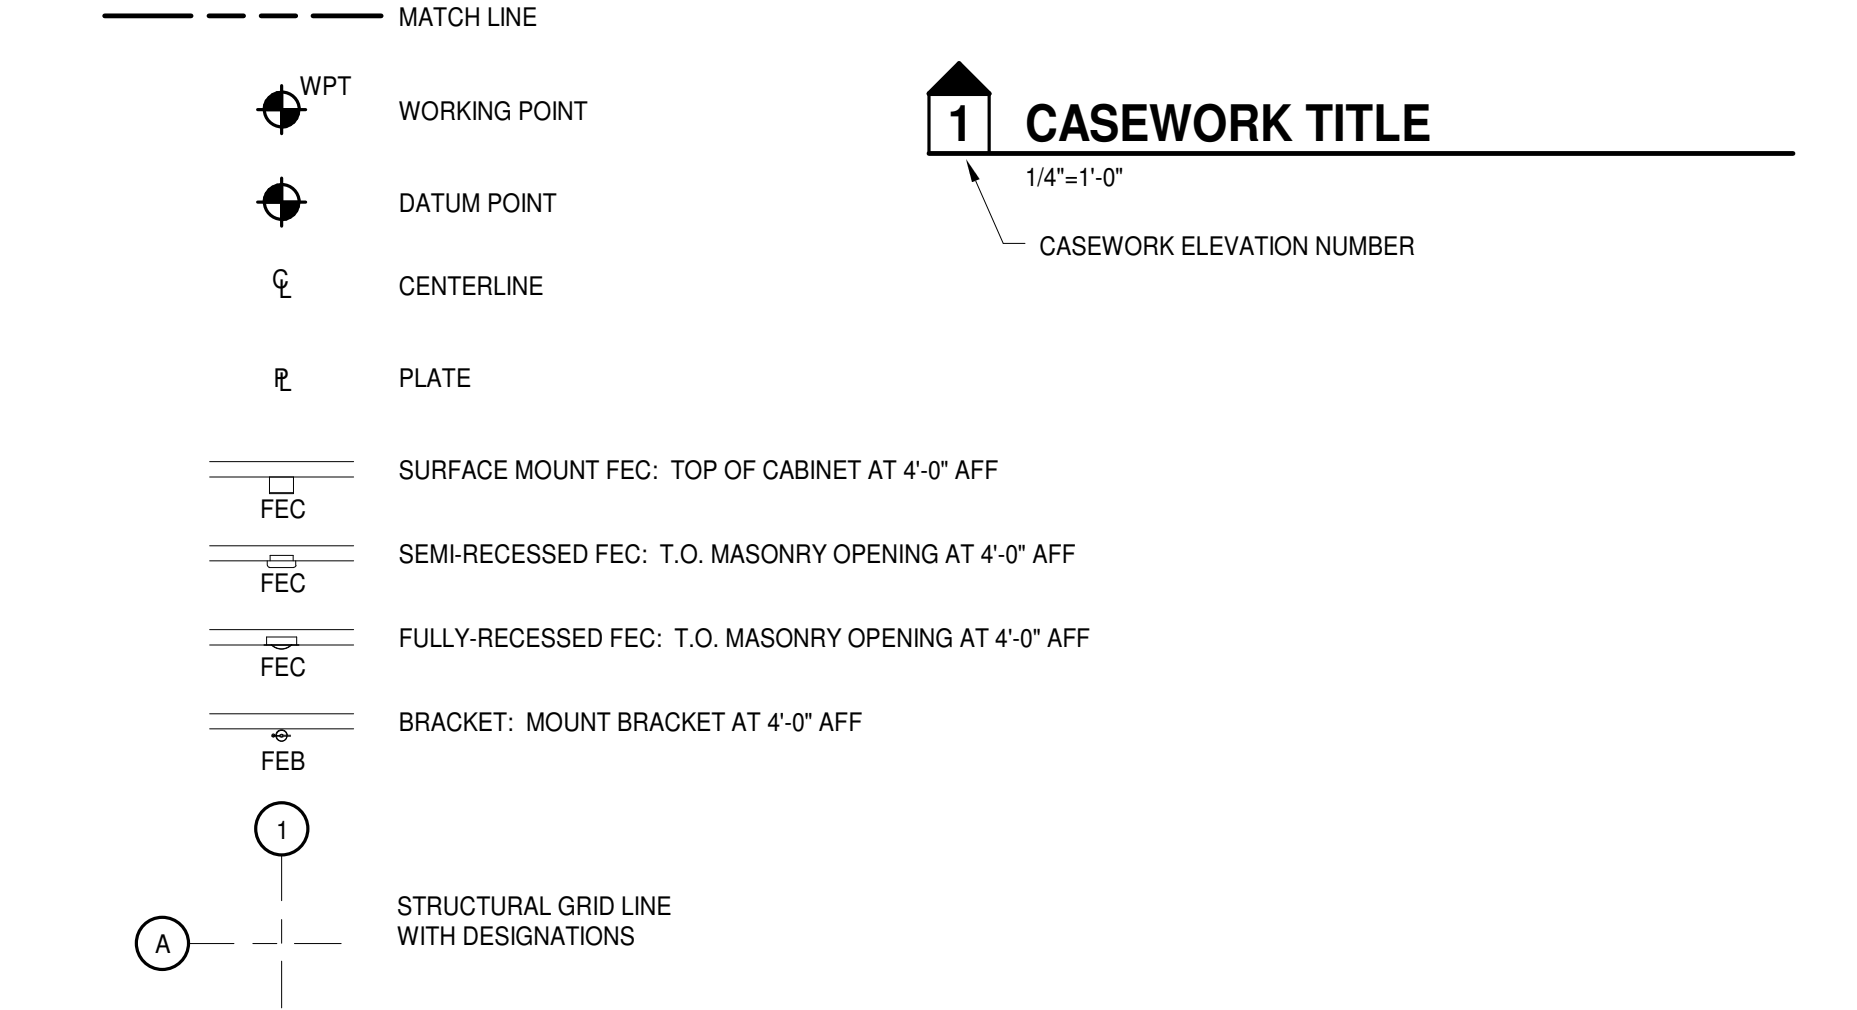 MATCH LINE
WPT
WORKING POINT
DATUM POINT
℄
CENTERLINE
PL
PLATE
SURFACE MOUNT FEC: TOP OF CABINET AT 4'-0" AFF
FEC
SEMI-RECESSED FEC: T.O. MASONRY OPENING AT 4'-0" AFF
FEC
FULLY-RECESSED FEC: T.O. MASONRY OPENING AT 4'-0" AFF
FEC
BRACKET: MOUNT BRACKET AT 4'-0" AFF
FEB
1
A
STRUCTURAL GRID LINE
WITH DESIGNATIONS
1 CASEWORK TITLE
1/4"=1'-0"
CASEWORK ELEVATION NUMBER